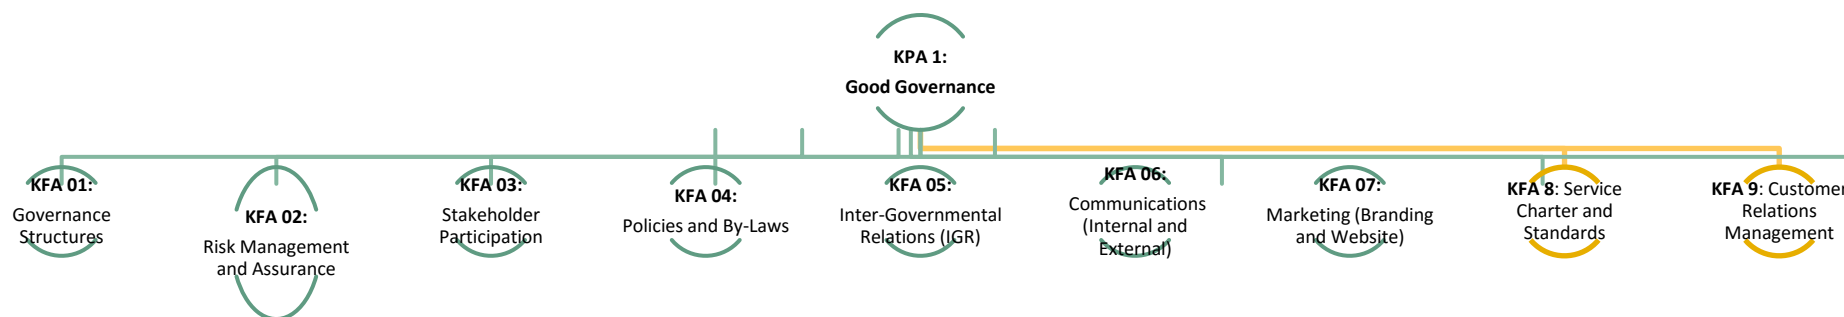 KPA 1:
Good Governance
KFA 01:
Governance
Structures
KFA 02:
Risk Management
and Assurance
KFA 03:
Stakeholder
Participation
KFA 04:
Policies and By-Laws
KFA 05:
Inter-Governmental
Relations (IGR)
KFA 06:
Communications
(Internal and
External)
KFA 07:
Marketing (Branding
and Website)
KFA 8: Service
Charter and
Standards
KFA 9: Customer
Relations
Management